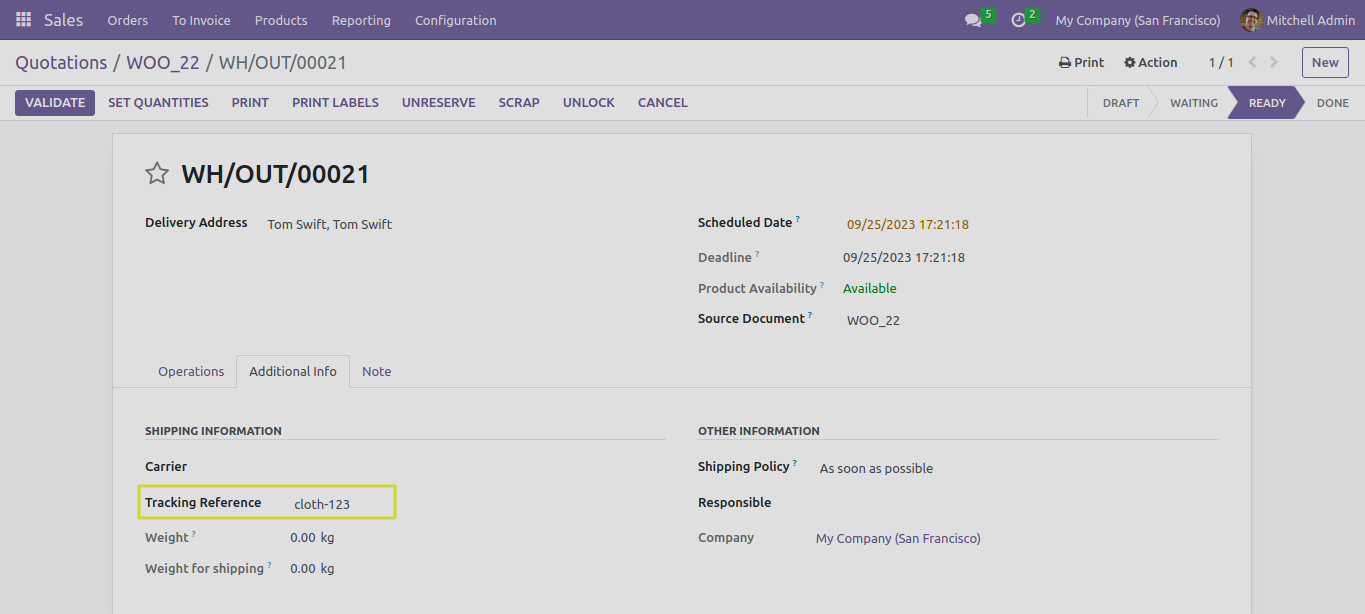 Sales Orders To Invoice Products Reporting Configuration 5 2 My Company (San Francisco) Mitchell Admin
Quotations / WOO_22 / WH/OUT/00021 Print Action 1 / 1 New
VALIDATE SET QUANTITIES PRINT PRINT LABELS UNRESERVE SCRAP UNLOCK CANCEL DRAFT WAITING READY DONE
WH/OUT/00021
Delivery Address Tom Swift, Tom Swift
Scheduled Date ? 09/25/2023 17:21:18
Deadline ? 09/25/2023 17:21:18
Product Availability ? Available
Source Document ? WOO_22
Operations Additional Info Note
SHIPPING INFORMATION
Carrier
Tracking Reference cloth-123
Weight ? 0.00 kg
Weight for shipping ? 0.00 kg
OTHER INFORMATION
Shipping Policy ? As soon as possible
Responsible
Company My Company (San Francisco)